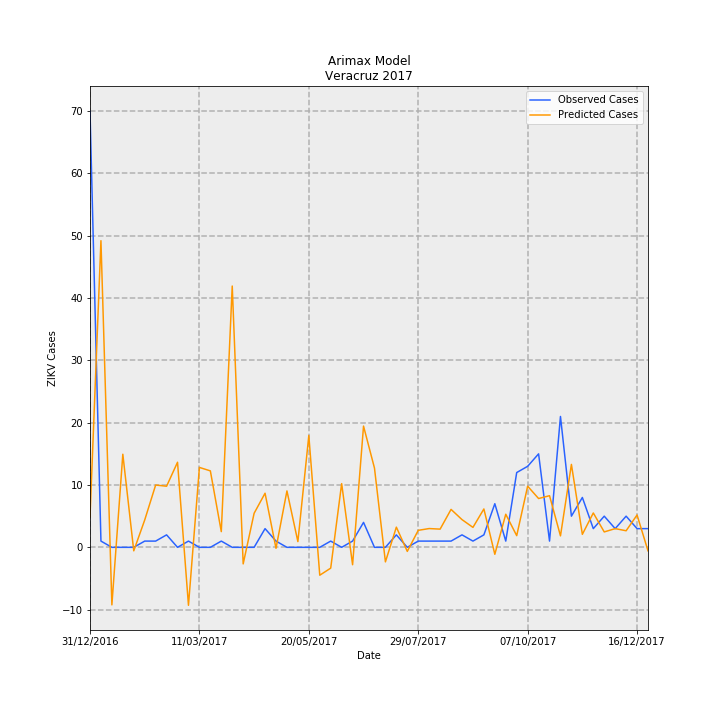 Arimax Model
Veracruz 2017
Observed Cases
Predicted Cases
70
60
50
40
30
20
10
0
−10
ZIKV Cases
31/12/2016 11/03/2017 20/05/2017 29/07/2017 07/10/2017 16/12/2017
Date